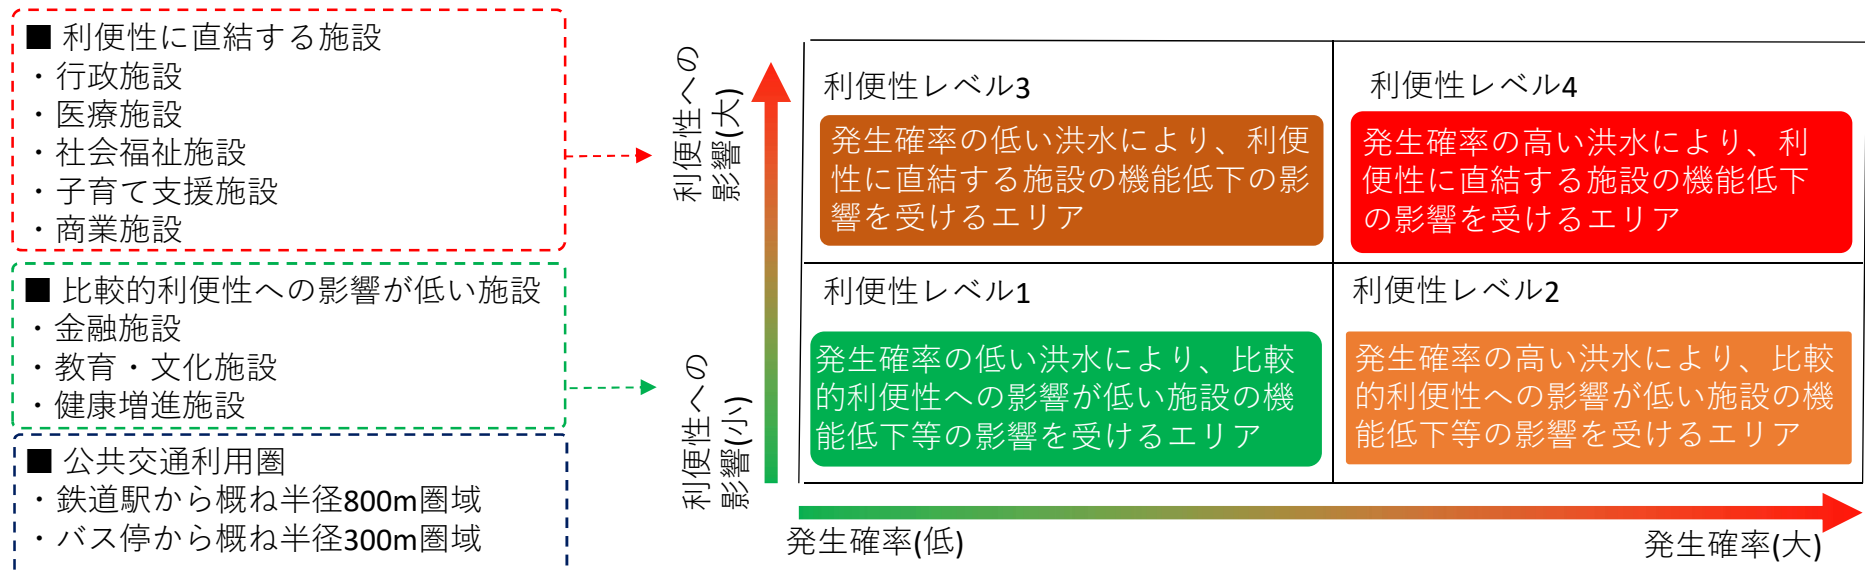 ■ 利便性に直結する施設
・行政施設
・医療施設
・社会福祉施設
・子育て支援施設
・商業施設
■ 比較的利便性への影響が低い施設
・金融施設
・教育・文化施設
・健康増進施設
■ 公共交通利用圏
・鉄道駅から概ね半径800m圏域
・バス停から概ね半径300m圏域
利便性への
影響(大)
利便性への
影響(小)
利便性レベル3
発生確率の低い洪水により、利便
性に直結する施設の機能低下の影
響を受けるエリア
利便性レベル4
発生確率の高い洪水により、利
便性に直結する施設の機能低下
の影響を受けるエリア
利便性レベル1
発生確率の低い洪水により、比較
的利便性への影響が低い施設の機
能低下等の影響を受けるエリア
利便性レベル2
発生確率の高い洪水により、比較
的利便性への影響が低い施設の機
能低下等の影響を受けるエリア
発生確率(低)
発生確率(大)